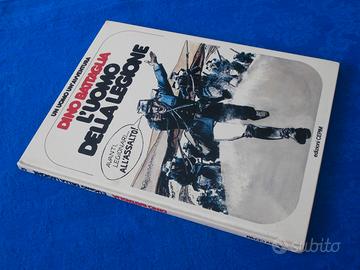 UN UOMO UN'AVVENTURA
DINO BATTAGLIA
L'UOMO
DELLA LEGIONE
AVANTI,
LEGIONARI,
ALL'ASSALTO!
edizioni CEPIM
subito